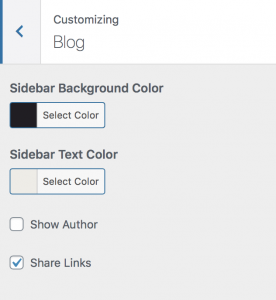 Customizing
Blog
Sidebar Background Color
Select Color
Sidebar Text Color
Select Color
Show Author
Share Links